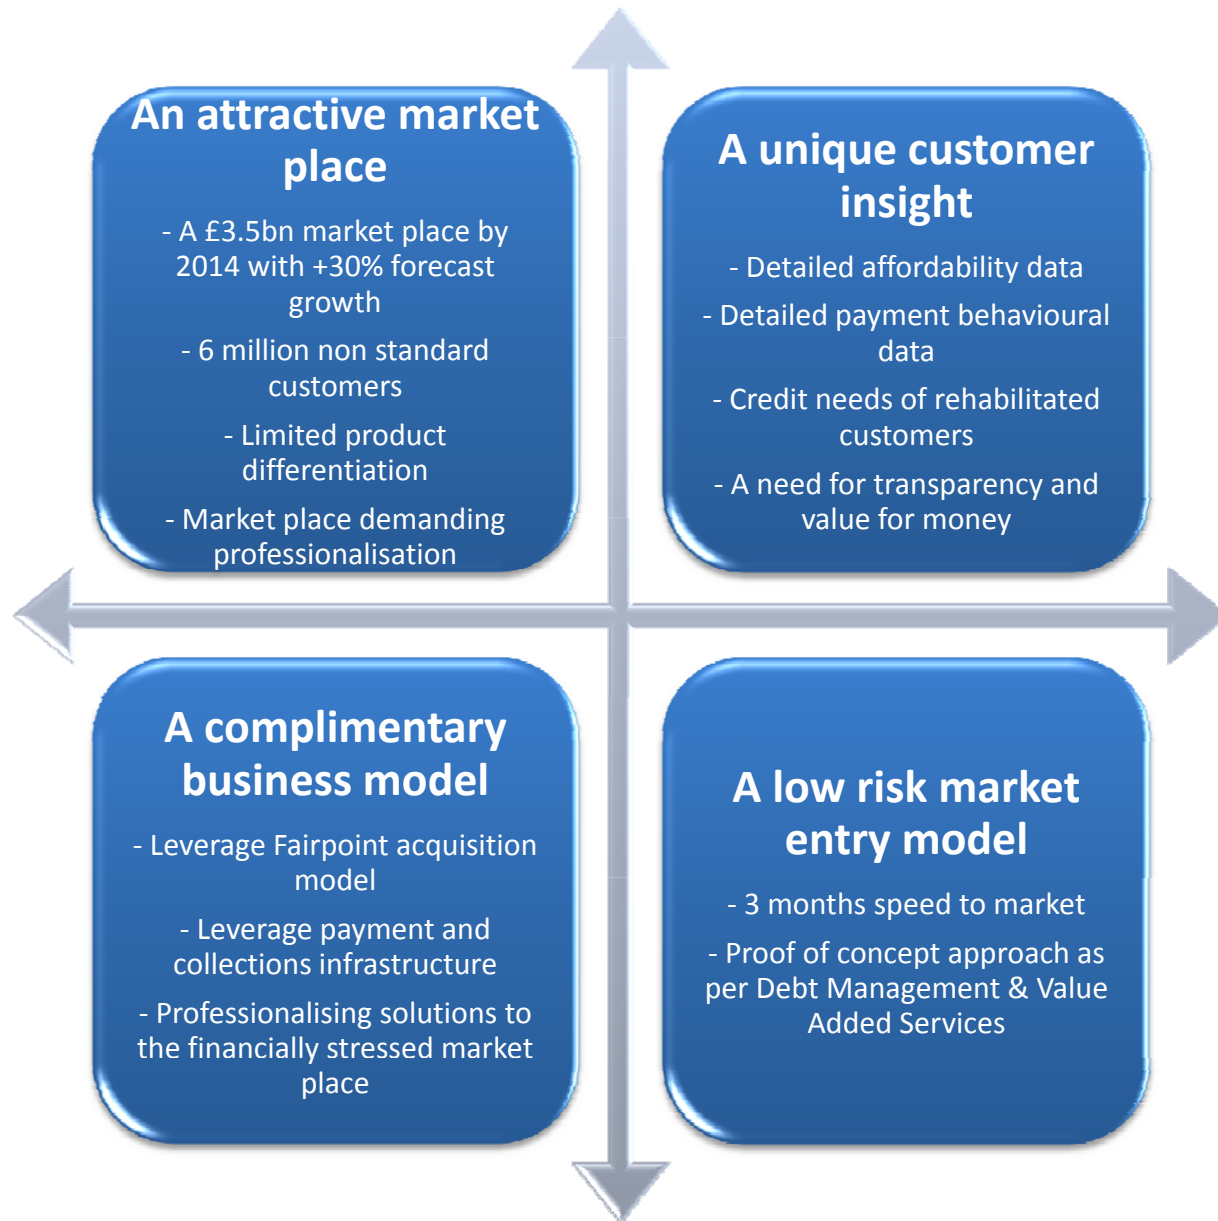 An attractive market
place
- A £3.5bn market place by
2014 with +30% forecast
growth
- 6 million non standard
customers
- Limited product
differentiation
- Market place demanding
professionalisation
A unique customer
insight
- Detailed affordability data
- Detailed payment behavioural
data
- Credit needs of rehabilitated
customers
- A need for transparency and
value for money
A complimentary
business model
- Leverage Fairpoint acquisition
model
- Leverage payment and
collections infrastructure
- Professionalising solutions to
the financially stressed market
place
A low risk market
entry model
- 3 months speed to market
- Proof of concept approach as
per Debt Management & Value
Added Services